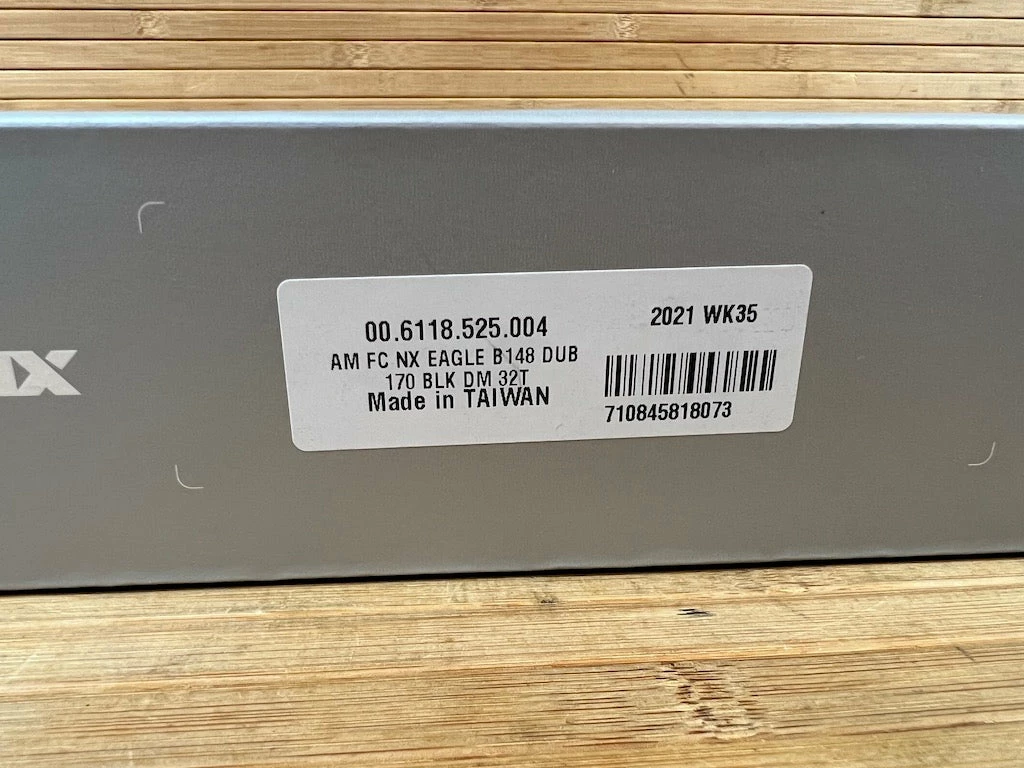 00.6118.525.004
AM FC NX EAGLE B148 DUB
170 BLK DM 32T
Made in TAIWAN
2021 WK35
710845818073